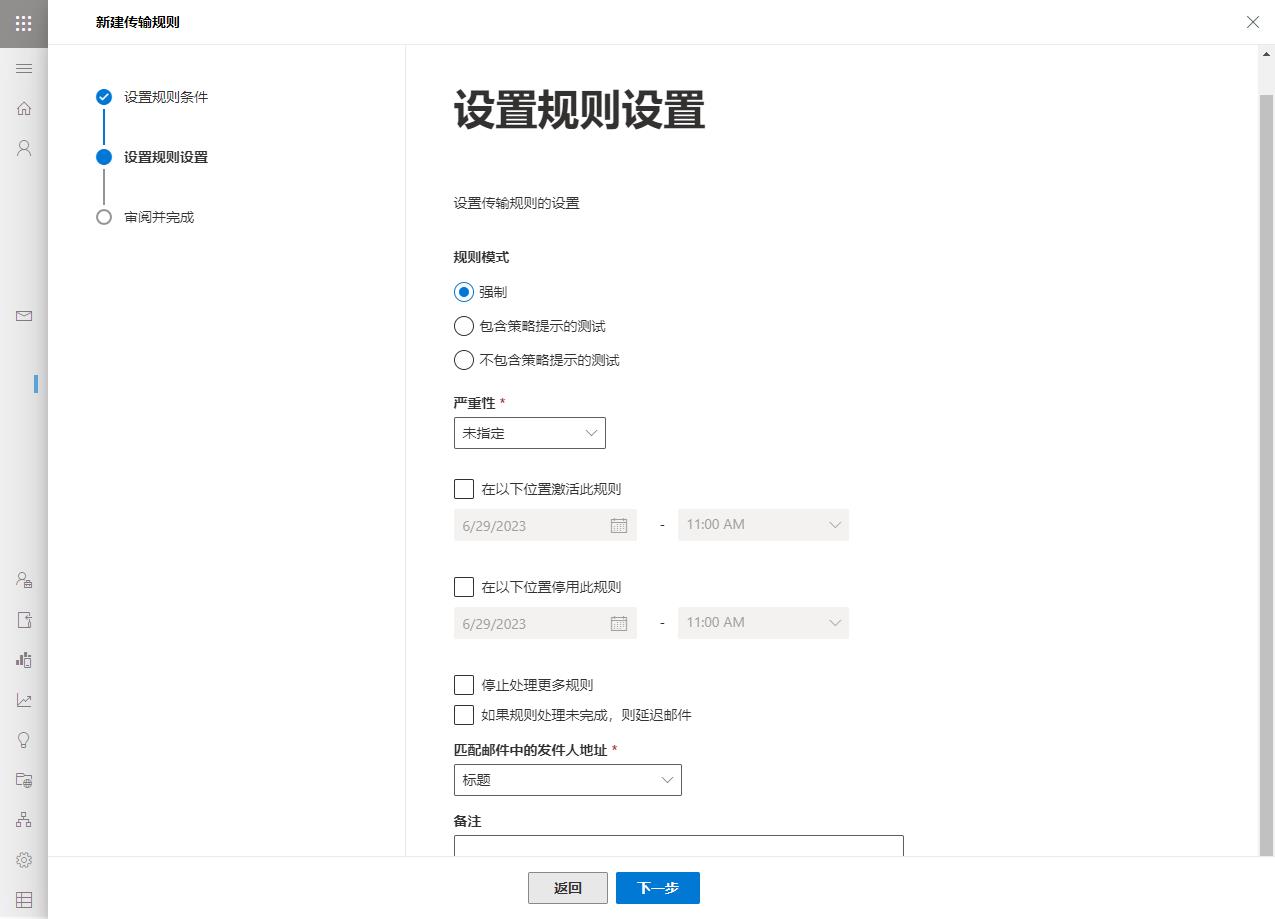 新建传输规则
设置规则条件
设置规则设置
审阅并完成
设置规则设置
设置传输规则的设置
规则模式
强制
包含策略提示的测试
不包含策略提示的测试
严重性 *
未指定
在以下位置激活此规则
6/29/2023 - 11:00 AM
在以下位置停用此规则
6/29/2023 - 11:00 AM
停止处理更多规则
如果规则处理未完成，则延迟邮件
匹配邮件中的发件人地址 *
标题
备注
返回 下一步